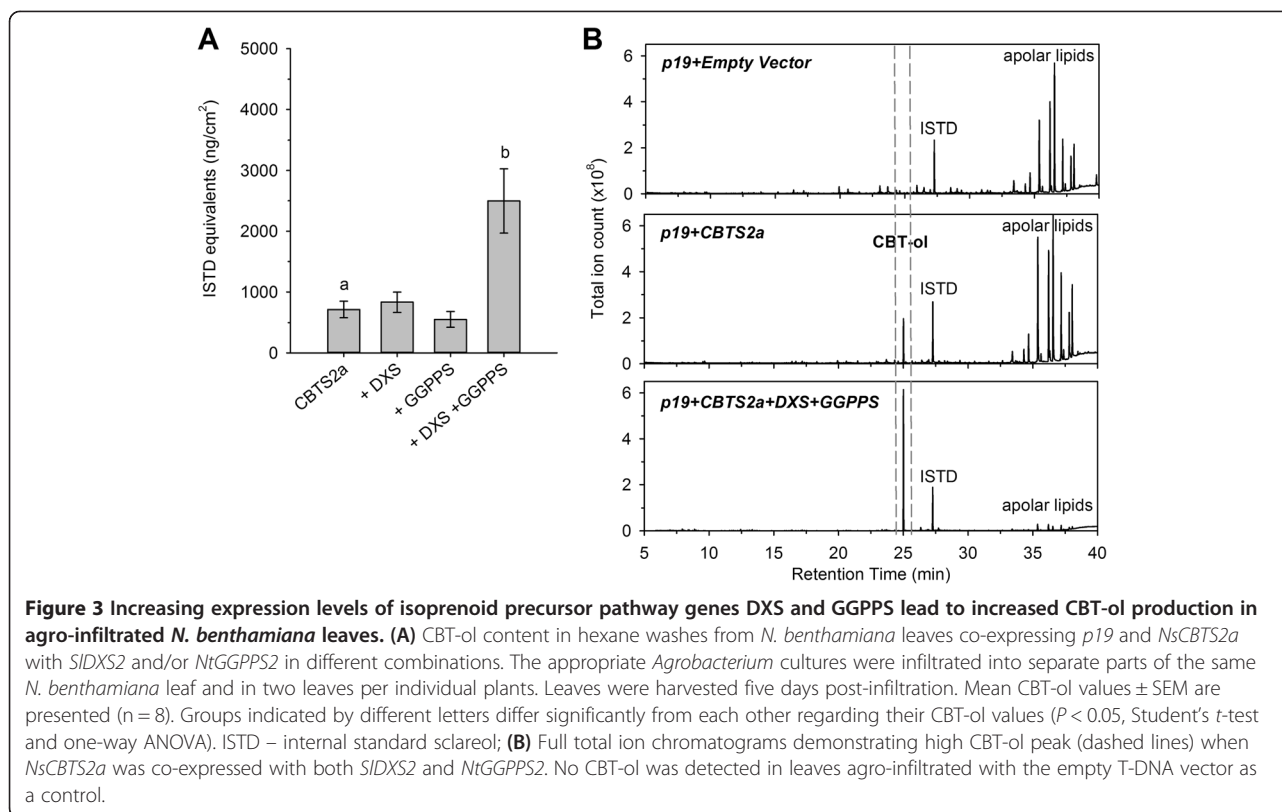 A
5000
4000
3000
2000
1000
0
ISTD equivalents (ng/cm²)
a
b
CBTS2a
+ DXS
+ GGPPS
+ DXS +GGPPS
B
p19+Empty Vector
apolar lipids
ISTD
6
4
2
0
p19+CBTS2a
CBT-ol
apolar lipids
ISTD
6
4
2
0
p19+CBTS2a+DXS+GGPPS
ISTD
apolar lipids
6
4
2
0
Total ion count (x10⁸)
5 10 15 20 25 30 35 40
Retention Time (min)
Figure 3 Increasing expression levels of isoprenoid precursor pathway genes DXS and GGPPS lead to increased CBT-ol production in
agro-infiltrated N. benthamiana leaves. (A) CBT-ol content in hexane washes from N. benthamiana leaves co-expressing p19 and NsCBTS2a
with SlDXS2 and/or NtGGPPS2 in different combinations. The appropriate Agrobacterium cultures were infiltrated into separate parts of the same
N. benthamiana leaf and in two leaves per individual plants. Leaves were harvested five days post-infiltration. Mean CBT-ol values ± SEM are
presented (n = 8). Groups indicated by different letters differ significantly from each other regarding their CBT-ol values (P < 0.05, Student's t-test
and one-way ANOVA). ISTD – internal standard sclareol; (B) Full total ion chromatograms demonstrating high CBT-ol peak (dashed lines) when
NsCBTS2a was co-expressed with both SlDXS2 and NtGGPPS2. No CBT-ol was detected in leaves agro-infiltrated with the empty T-DNA vector as
a control.